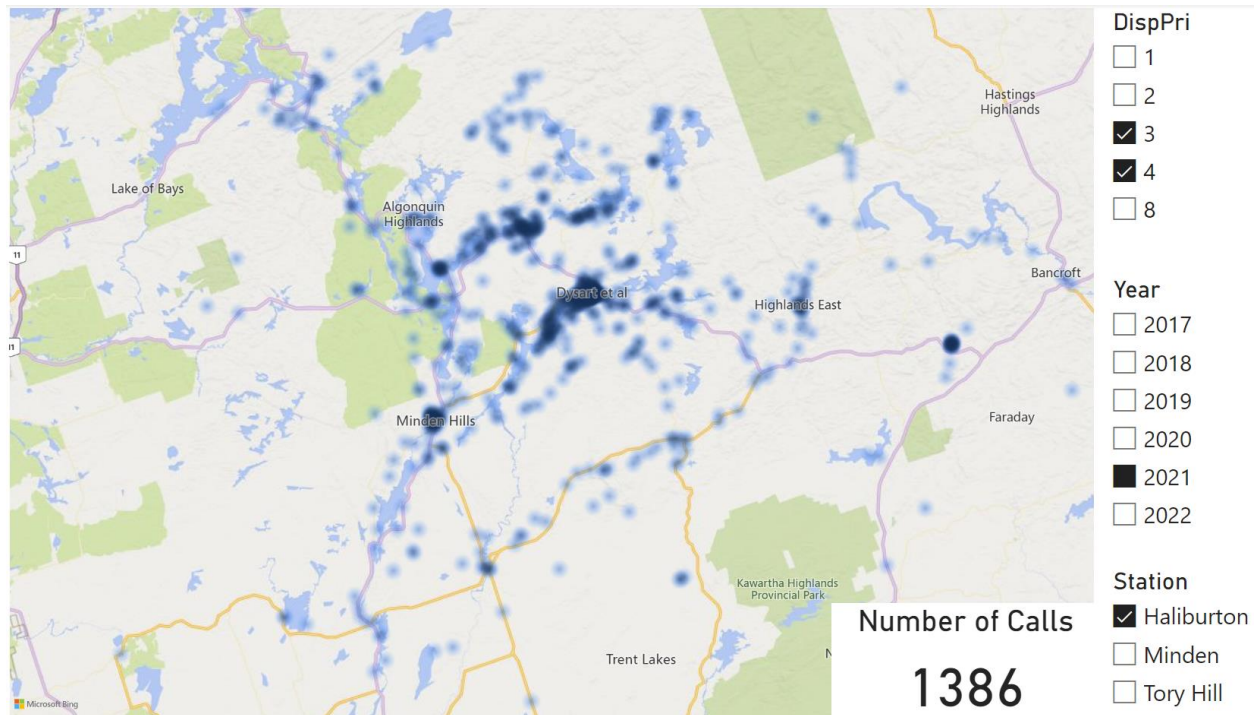 Hastings
Highlands
Lake of Bays
Algonquin
Highlands
11
Bancroft
Dysart et al
Highlands East
11
Minden Hills
Faraday
Kawartha Highlands
Provincial Park
Trent Lakes
N
Microsoft Bing
Number of Calls
1386
DispPri
1
2
3
4
8
Year
2017
2018
2019
2020
2021
2022
Station
Haliburton
Minden
Tory Hill